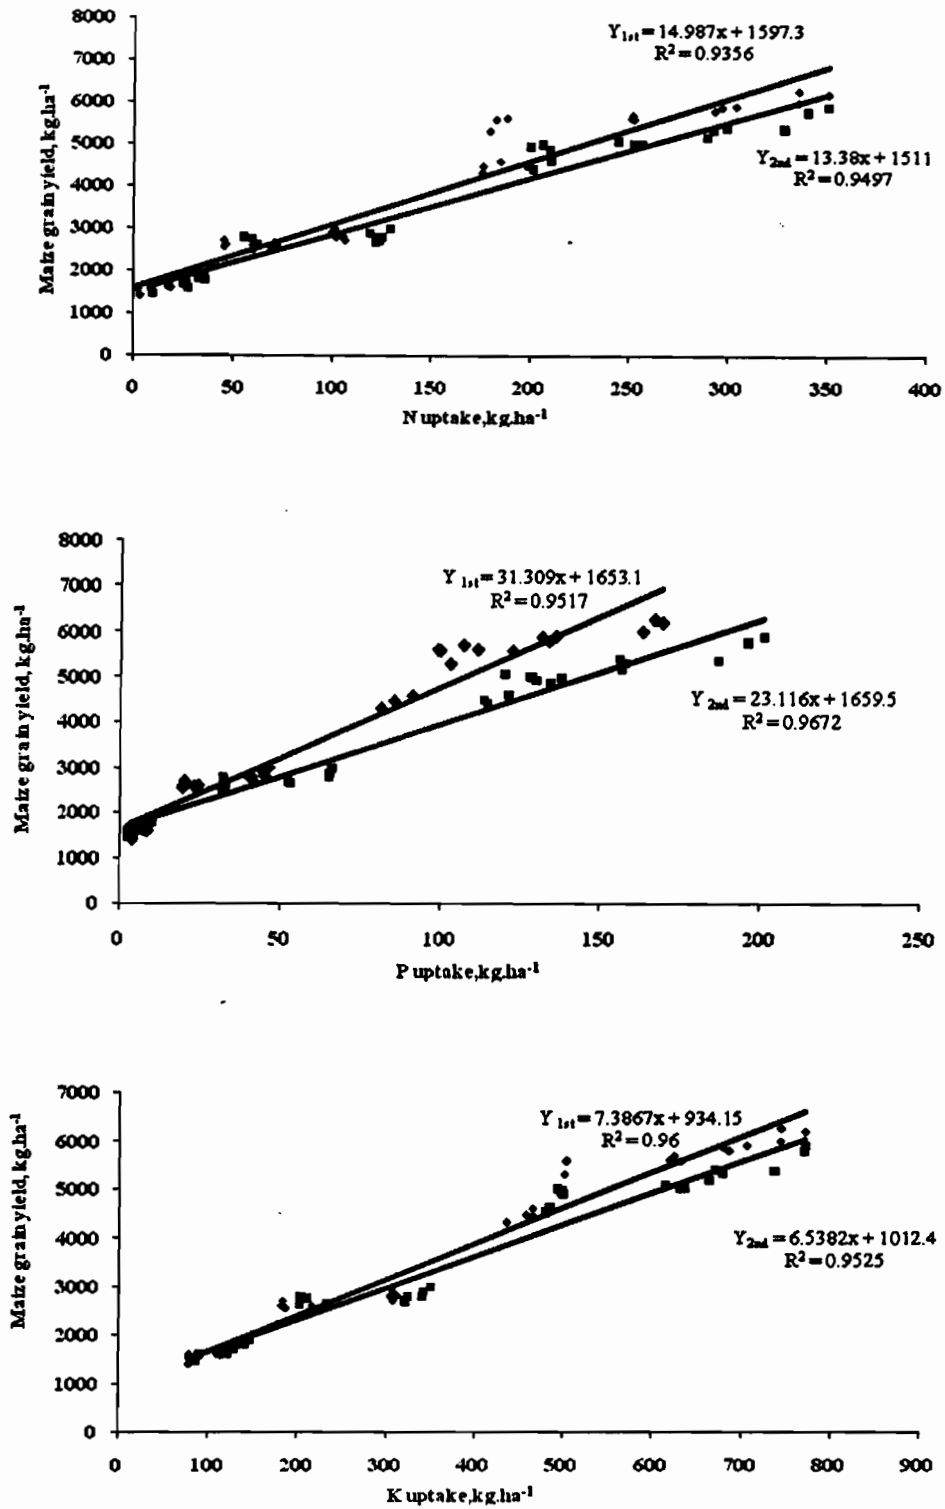 8000
Y1st=14.987x+1597.3
R²=0.9356
7000
6000
5000
Y2nd=13.38x+1511
R²=0.9497
4000
3000
2000
1000
0
Maize grain yield, kg.ha⁻¹
0 50 100 150 200 250 300 350 400
N uptake,kg.ha⁻¹
8000
Y 1st=31.309x+1653.1
R²=0.9517
7000
6000
5000
Y 2nd=23.116x+1659.5
R²=0.9672
4000
3000
2000
1000
0
Maize grain yield, kg.ha⁻¹
0 50 100 150 200 250
P uptake,kg.ha⁻¹
7000
Y 1st=7.3867x+934.15
R²=0.96
6000
5000
4000
Y2nd=6.5382x+1012.4
R²=0.9525
3000
2000
1000
0
Maize grain yield, kg.ha⁻¹
0 100 200 300 400 500 600 700 800 900
K uptake,kg.ha⁻¹